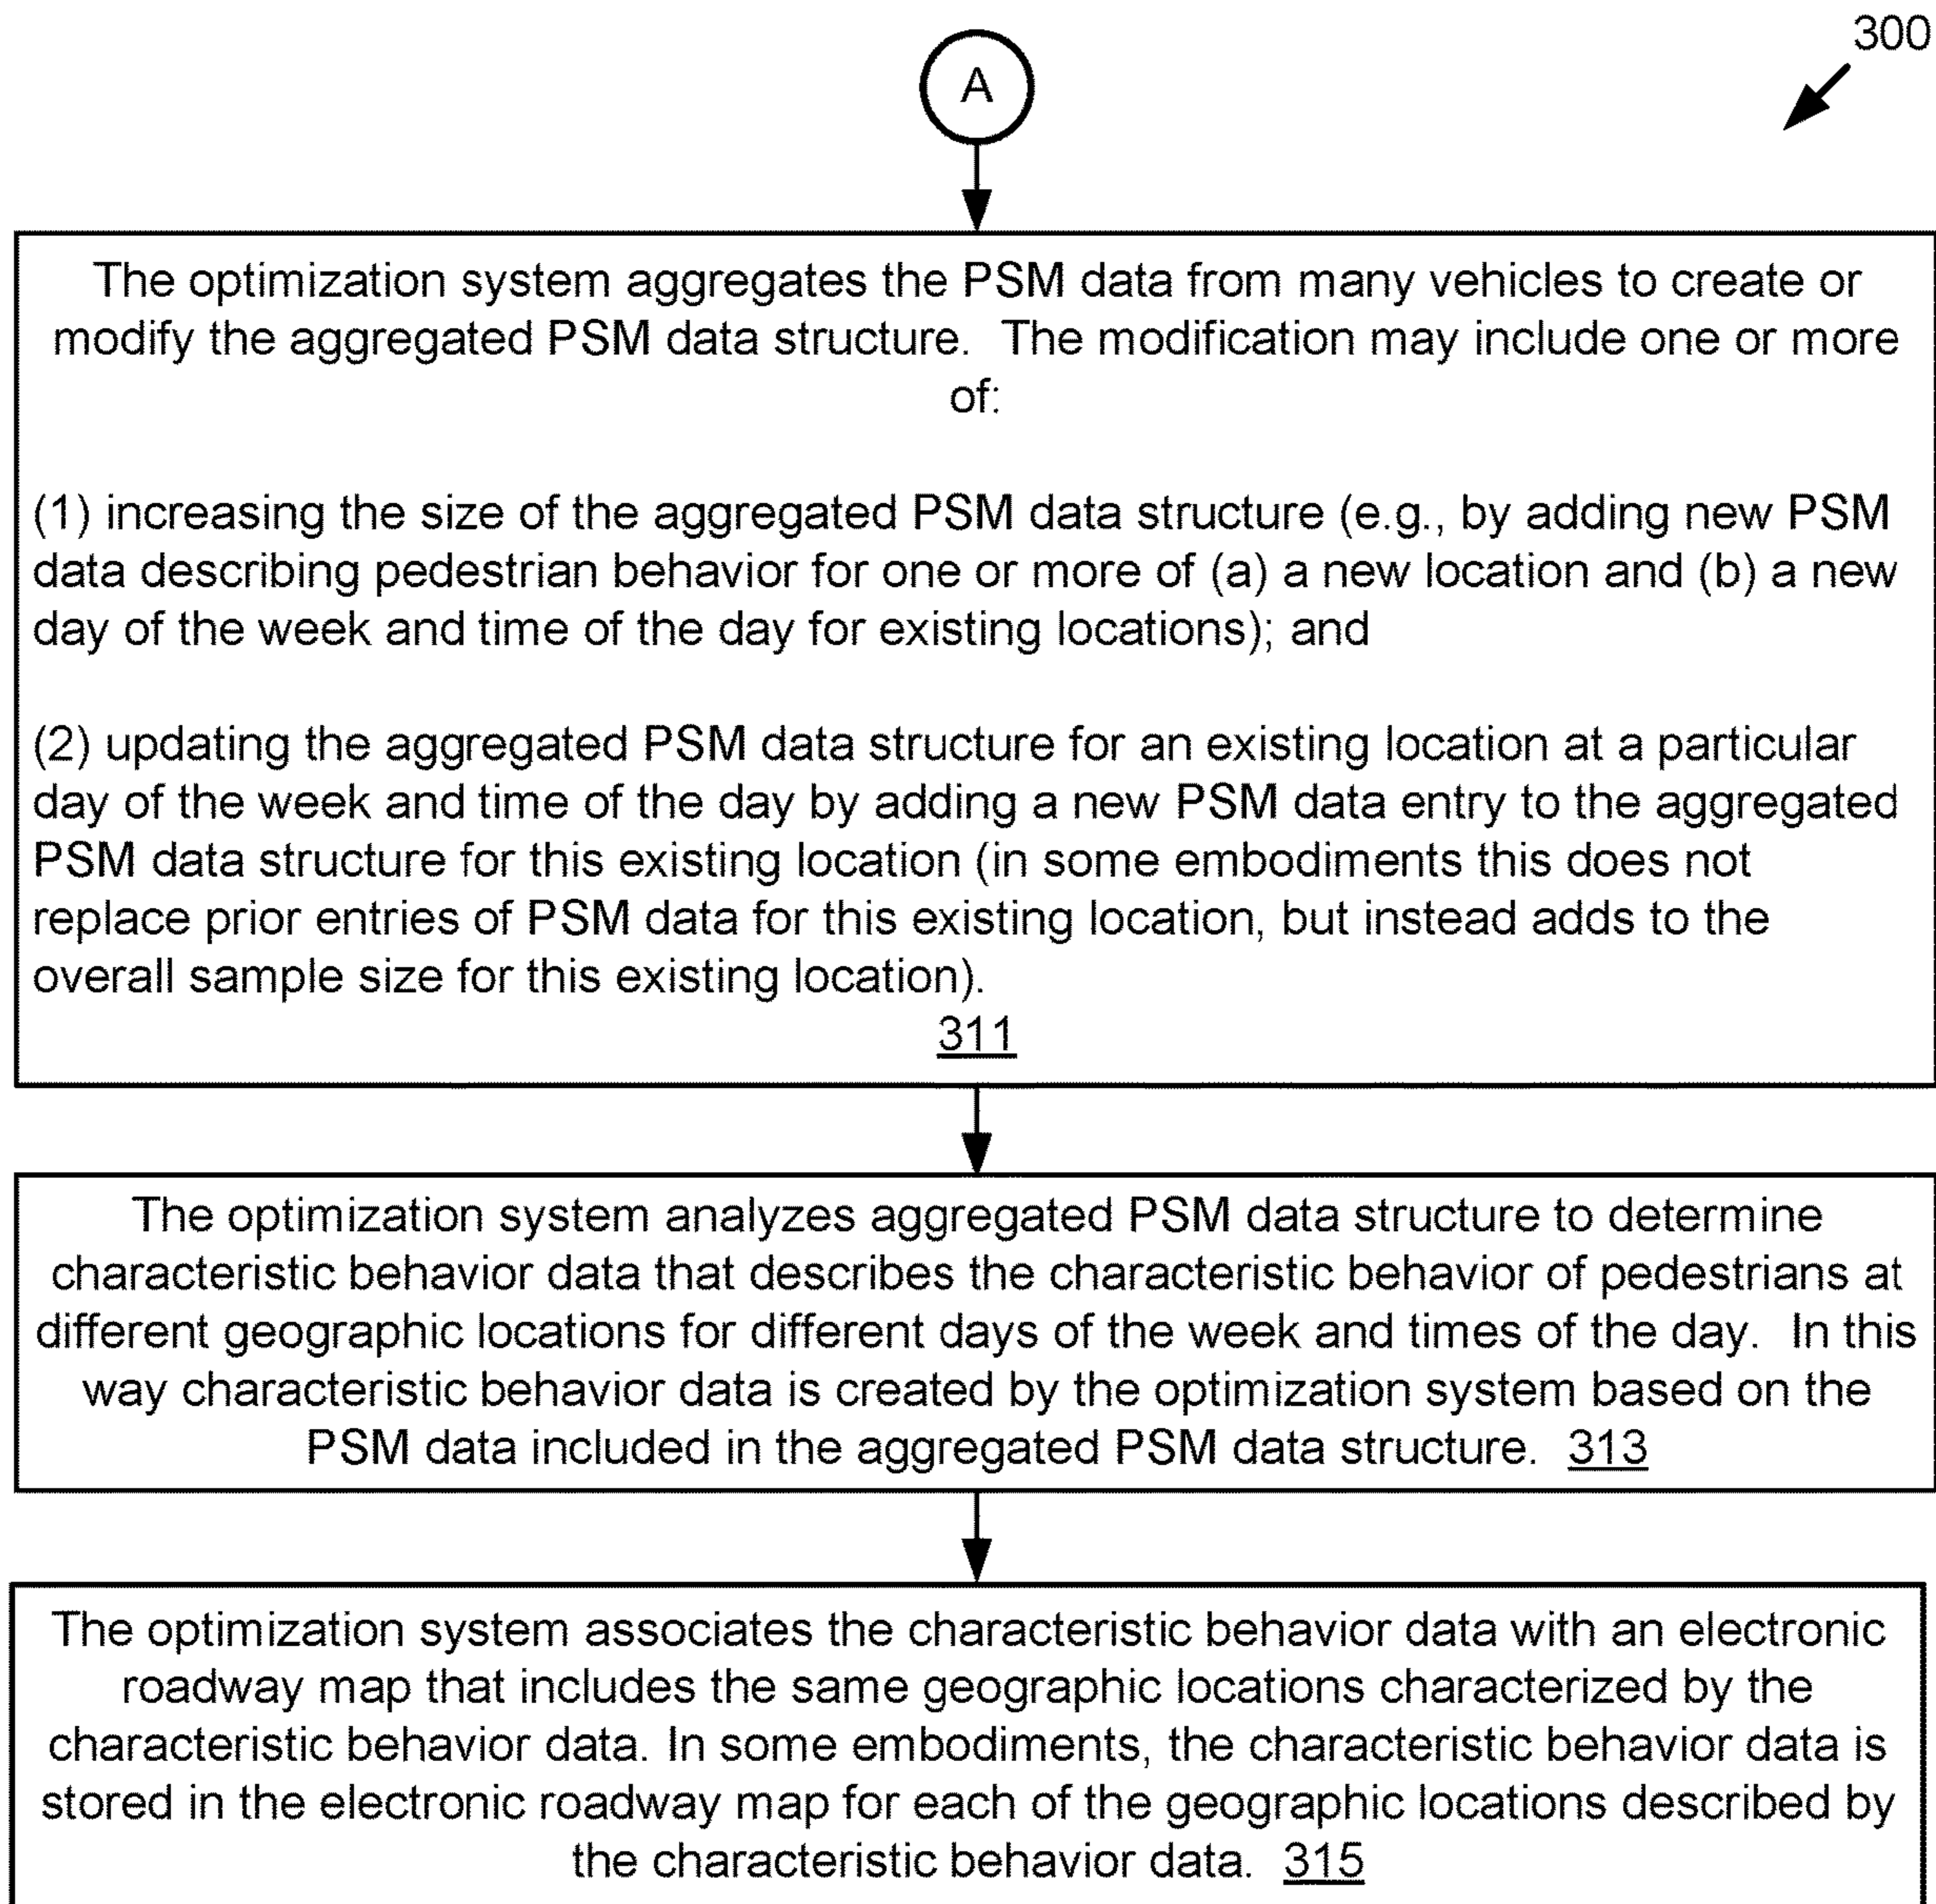 300
A
The optimization system aggregates the PSM data from many vehicles to create or
modify the aggregated PSM data structure. The modification may include one or more
of:
(1) increasing the size of the aggregated PSM data structure (e.g., by adding new PSM
data describing pedestrian behavior for one or more of (a) a new location and (b) a new
day of the week and time of the day for existing locations); and
(2) updating the aggregated PSM data structure for an existing location at a particular
day of the week and time of the day by adding a new PSM data entry to the aggregated
PSM data structure for this existing location (in some embodiments this does not
replace prior entries of PSM data for this existing location, but instead adds to the
overall sample size for this existing location).
311
The optimization system analyzes aggregated PSM data structure to determine
characteristic behavior data that describes the characteristic behavior of pedestrians at
different geographic locations for different days of the week and times of the day. In this
way characteristic behavior data is created by the optimization system based on the
PSM data included in the aggregated PSM data structure. 313
The optimization system associates the characteristic behavior data with an electronic
roadway map that includes the same geographic locations characterized by the
characteristic behavior data. In some embodiments, the characteristic behavior data is
stored in the electronic roadway map for each of the geographic locations described by
the characteristic behavior data. 315